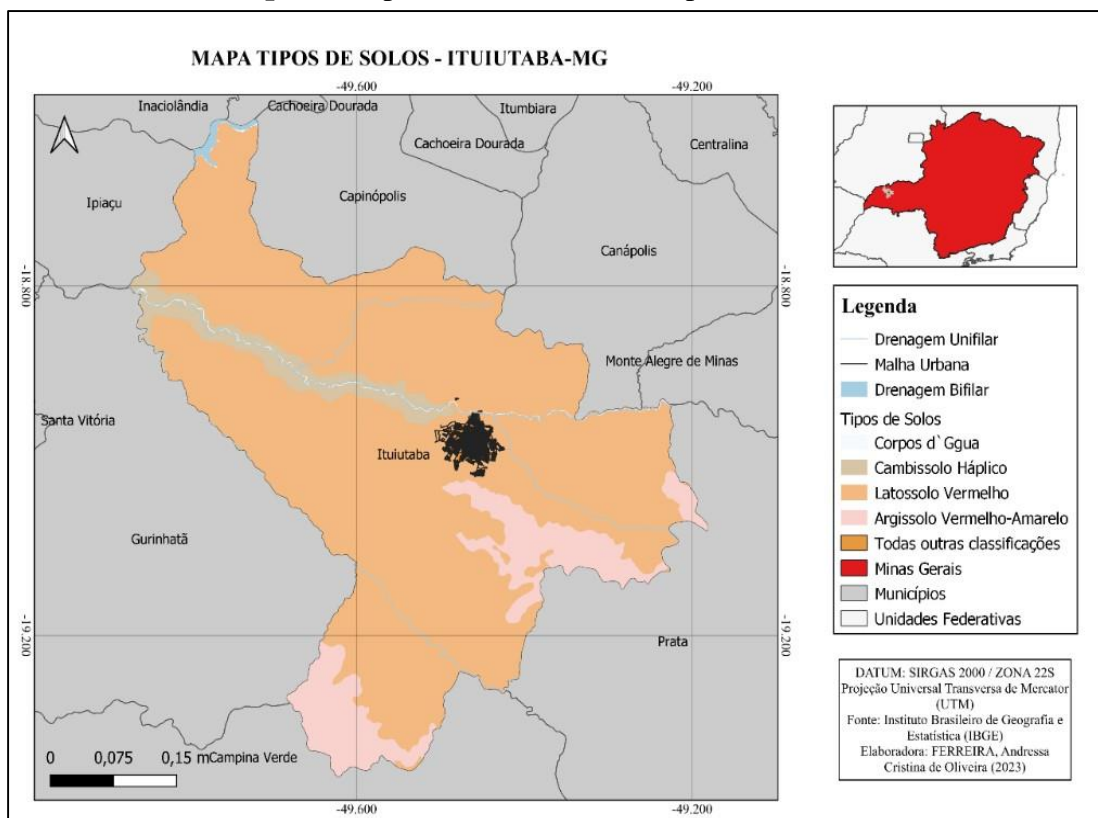 MAPA TIPOS DE SOLOS - ITUIUTABA-MG
-49.600
-49.200
Inaciolândia
Cachoeira Dourada
Itumbiara
Cachoeira Dourada
Centralina
Ipiaçu
Capinópolis
Canápolis
-18.800
-18.800
Monte Alegre de Minas
Santa Vitória
Ituiutaba
Gurinhatã
-19.200
-19.200
Prata
0 0,075 0,15 m
Campina Verde
-49.600
-49.200
Legenda
Drenagem Unifilar
Malha Urbana
Drenagem Bifilar
Tipos de Solos
Corpos d`Ggua
Cambissolo Háplico
Latossolo Vermelho
Argissolo Vermelho-Amarelo
Todas outras classificações
Minas Gerais
Municípios
Unidades Federativas
DATUM: SIRGAS 2000 / ZONA 22S
Projeção Universal Transversa de Mercator
(UTM)
Fonte: Instituto Brasileiro de Geografia e
Estatística (IBGE)
Elaboradora: FERREIRA, Andressa
Cristina de Oliveira (2023)